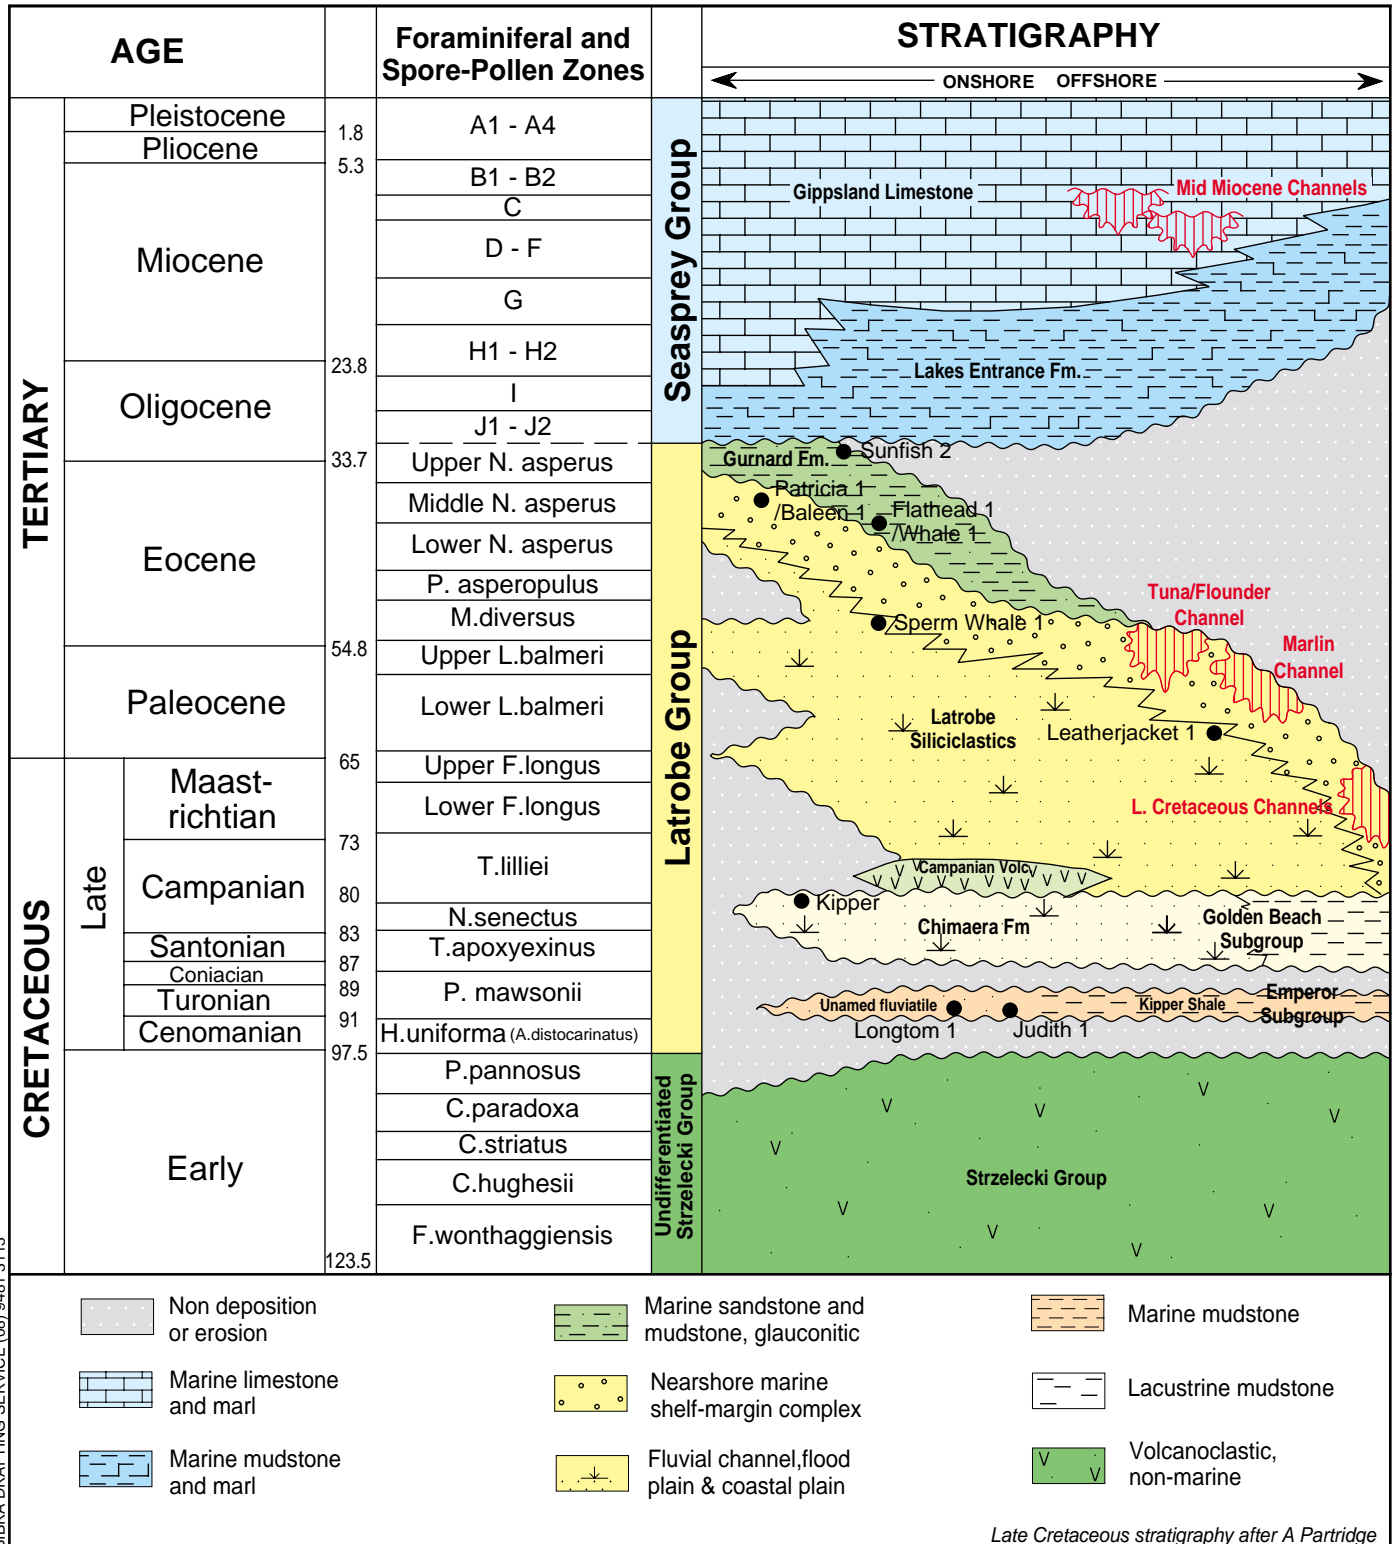 AGE
Foraminiferal and
Spore-Pollen Zones
STRATIGRAPHY
ONSHORE OFFSHORE
TERTIARY
Pleistocene
1.8
Pliocene
5.3
Miocene
23.8
Oligocene
33.7
Eocene
54.8
Paleocene
65
CRETACEOUS
Late
Maast-
richtian
73
Campanian
80
83
Santonian
87
Coniacian
89
Turonian
91
Cenomanian
97.5
Early
123.5
A1 - A4
B1 - B2
C
D - F
G
H1 - H2
I
J1 - J2
Upper N. asperus
Middle N. asperus
Lower N. asperus
P. asperopulus
M.diversus
Upper L.balmeri
Lower L.balmeri
Upper F.longus
Lower F.longus
T.lilliei
N.senectus
T.apoxyexinus
P. mawsonii
H.uniforma (A.distocarinatus)
P.pannosus
C.paradoxa
C.striatus
C.hughesii
F.wonthaggiensis
Seasprey Group
Latrobe Group
Undifferentiated
Strzelecki Group
Gippsland Limestone
Mid Miocene Channels
Lakes Entrance Fm.
Gurnard Fm.
Sunfish 2
Patricia 1
/Baleen 1
Flathead 1
/Whale 1
Tuna/Flounder
Channel
Sperm Whale 1
Marlin
Channel
Latrobe
Siliciclastics
Leatherjacket 1
L. Cretaceous Channels
Campanian Volc.
Kipper
Chimaera Fm
Golden Beach
Subgroup
Unamed fluviatile
Kipper Shale
Emperor
Subgroup
Longtom 1
Judith 1
Strzelecki Group
Non deposition
or erosion
Marine limestone
and marl
Marine mudstone
and marl
Marine sandstone and
mudstone, glauconitic
Nearshore marine
shelf-margin complex
Fluvial channel,flood
plain & coastal plain
Marine mudstone
Lacustrine mudstone
Volcanoclastic,
non-marine
Late Cretaceous stratigraphy after A Partridge